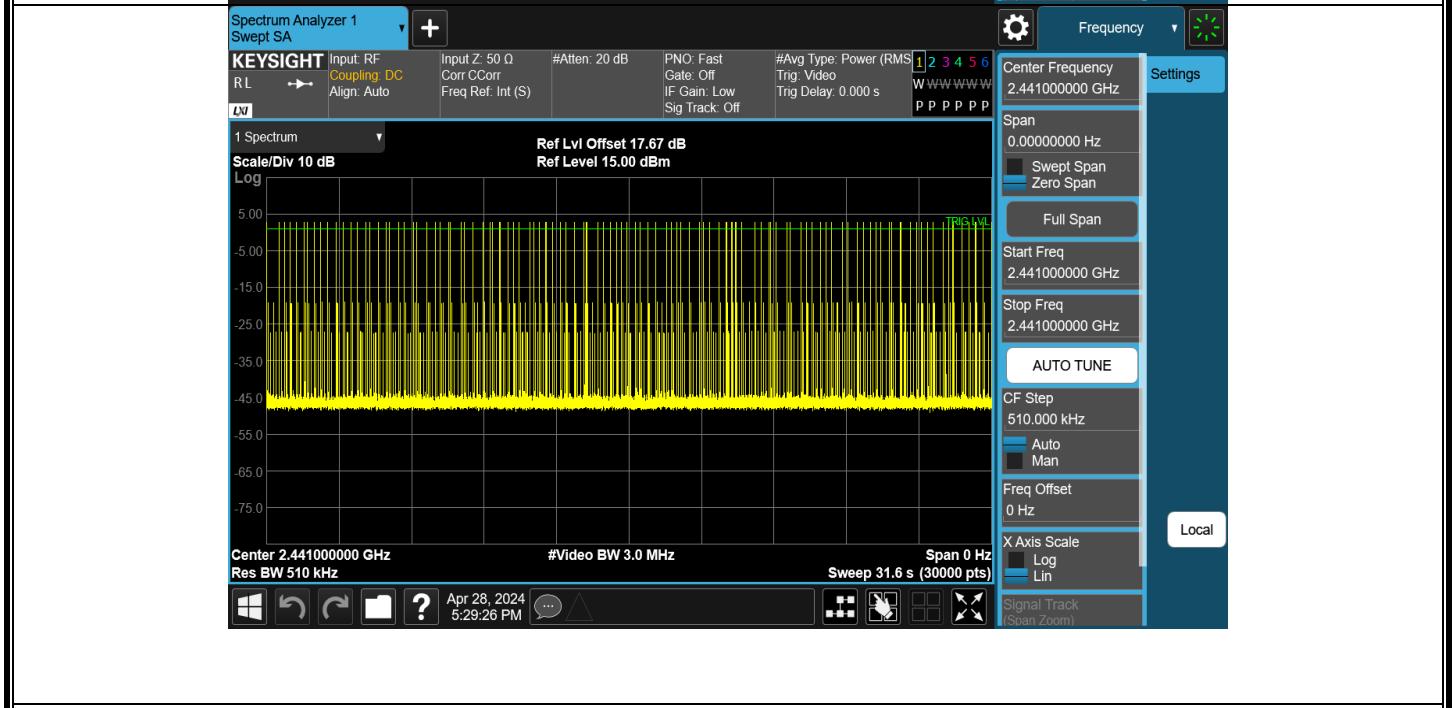 Spectrum Analyzer 1
Swept SA
+
Frequency
KEYSIGHT
RL
LXI
Input: RF
Coupling: DC
Align: Auto
Input Z: 50 Ω
Corr CCorr
Freq Ref: Int (S)
#Atten: 20 dB
PNO: Fast
Gate: Off
IF Gain: Low
Sig Track: Off
#Avg Type: Power (RMS
Trig: Video
Trig Delay: 0.000 s
1 2 3 4 5 6
W W W W W W
P P P P P P
1 Spectrum
Scale/Div 10 dB
Log
Ref Lvl Offset 17.67 dB
Ref Level 15.00 dBm
5.00
-5.00
-15.0
-25.0
-35.0
-45.0
-55.0
-65.0
-75.0
TRIG LVL
Center 2.441000000 GHz
Res BW 510 kHz
#Video BW 3.0 MHz
Span 0 Hz
Sweep 31.6 s (30000 pts)
?
Apr 28, 2024
5:29:26 PM
Center Frequency
2.441000000 GHz
Span
0.00000000 Hz
Swept Span
Zero Span
Full Span
Start Freq
2.441000000 GHz
Stop Freq
2.441000000 GHz
AUTO TUNE
CF Step
510.000 kHz
Auto
Man
Freq Offset
0 Hz
X Axis Scale
Log
Lin
Signal Track
(Span Zoom)
Settings
Local